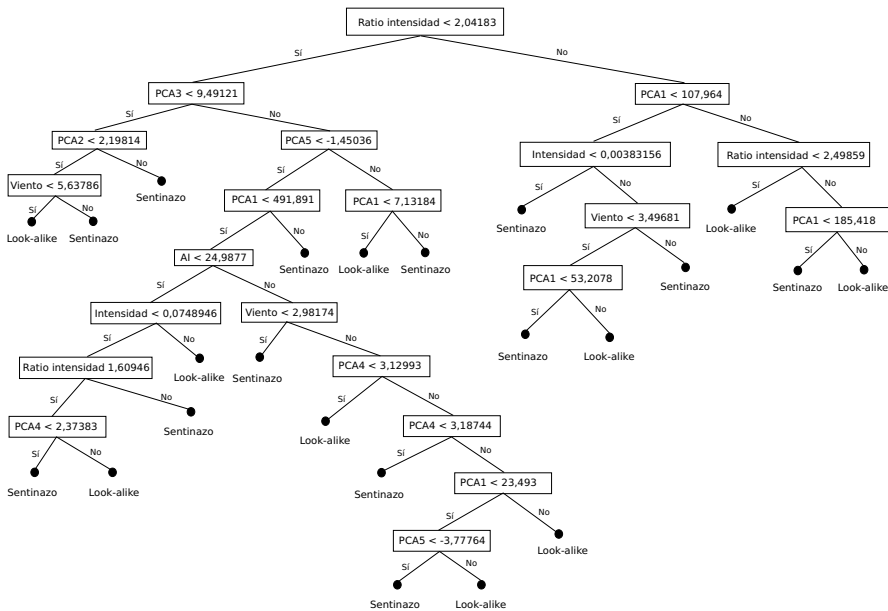 Ratio intensidad < 2,04183
Sí
No
PCA3 < 9,49121
PCA1 < 107,964
Sí
No
Sí
No
PCA2 < 2,19814
PCA5 < -1,45036
Intensidad < 0,00383156
Ratio intensidad < 2,49859
Sí
No
Sí
No
Sí
No
Sí
No
Viento < 5,63786
Sentinazo
PCA1 < 491,891
PCA1 < 7,13184
Sentinazo
Viento < 3,49681
Look-alike
PCA1 < 185,418
Sí
No
Sí
No
Sí
No
Sí
No
Sí
No
Look-alike
Sentinazo
AI < 24,9877
Sentinazo
Look-alike
Sentinazo
PCA1 < 53,2078
Sentinazo
Sentinazo
Look-alike
Sí
No
Sí
No
Intensidad < 0,0748946
Viento < 2,98174
Sentinazo
Look-alike
Sí
No
Sí
No
Ratio intensidad 1,60946
Look-alike
Sentinazo
PCA4 < 3,12993
Sí
No
Sí
No
PCA4 < 2,37383
Sentinazo
Look-alike
PCA4 < 3,18744
Sí
No
Sí
No
Sentinazo
Look-alike
Sentinazo
PCA1 < 23,493
Sí
No
PCA5 < -3,77764
Look-alike
Sí
No
Sentinazo
Look-alike